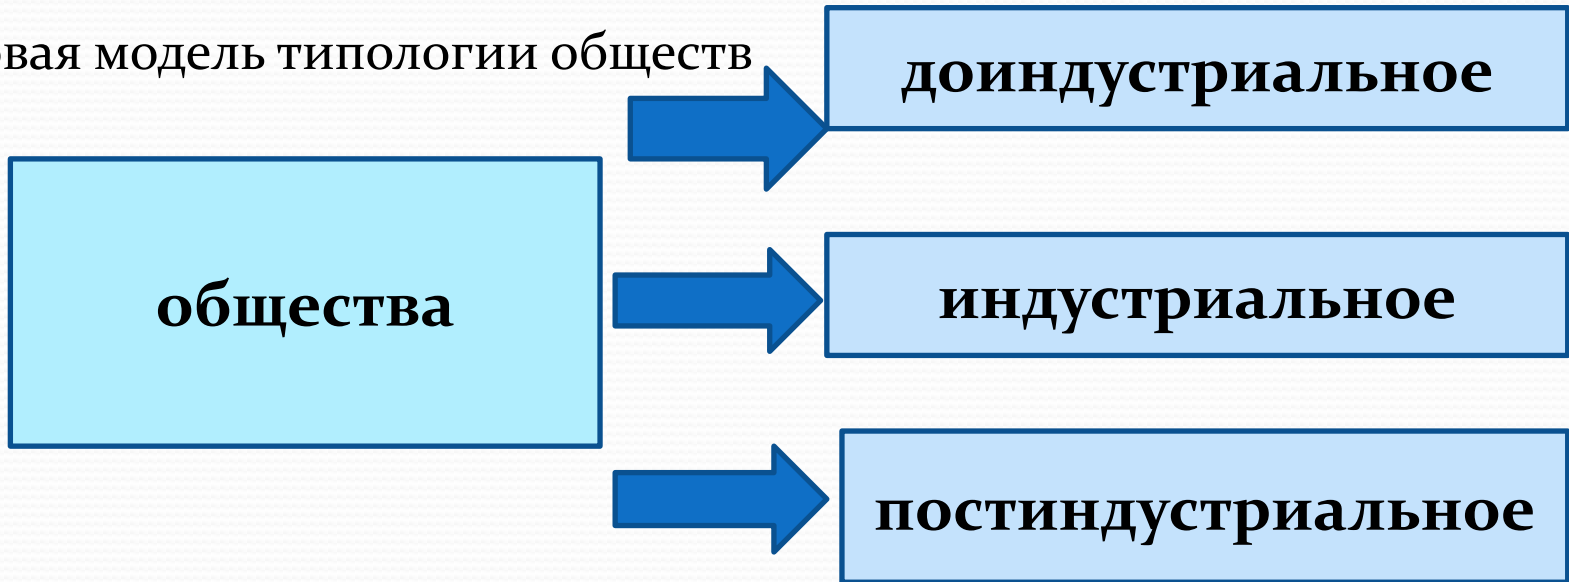 вая модель типологии обществ
доиндустриальное
общества
индустриальное
постиндустриальное